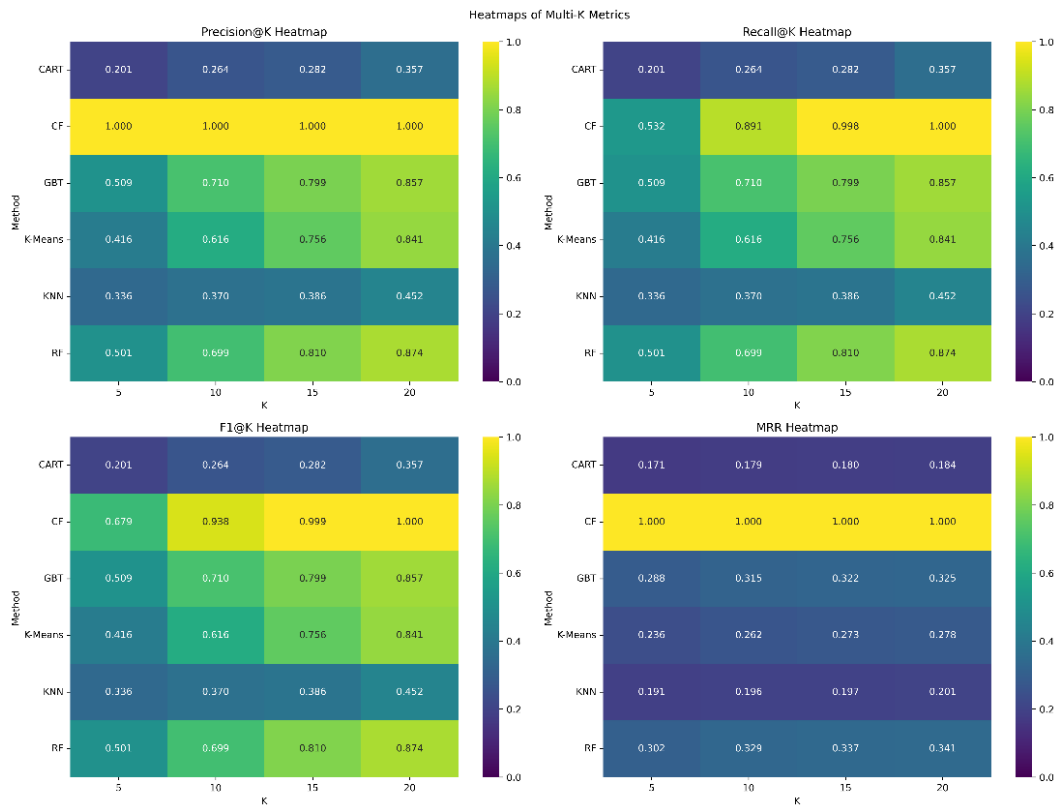 Heatmaps of Multi-K Metrics
Precision@K Heatmap
Method
CART 0.201 0.264 0.282 0.357
CF 1.000 1.000 1.000 1.000
GBT 0.509 0.710 0.799 0.857
K-Means 0.416 0.616 0.756 0.841
KNN 0.336 0.370 0.386 0.452
RF 0.501 0.699 0.810 0.874
5 10 15 20
K
1.0
0.8
0.6
0.4
0.2
0.0
Recall@K Heatmap
Method
CART 0.201 0.264 0.282 0.357
CF 0.532 0.891 0.998 1.000
GBT 0.509 0.710 0.799 0.857
K-Means 0.416 0.616 0.756 0.841
KNN 0.336 0.370 0.386 0.452
RF 0.501 0.699 0.810 0.874
5 10 15 20
K
1.0
0.8
0.6
0.4
0.2
0.0
F1@K Heatmap
Method
CART 0.201 0.264 0.282 0.357
CF 0.679 0.938 0.999 1.000
GBT 0.509 0.710 0.799 0.857
K-Means 0.416 0.616 0.756 0.841
KNN 0.336 0.370 0.386 0.452
RF 0.501 0.699 0.810 0.874
5 10 15 20
K
1.0
0.8
0.6
0.4
0.2
0.0
MRR Heatmap
Method
CART 0.171 0.179 0.180 0.184
CF 1.000 1.000 1.000 1.000
GBT 0.288 0.315 0.322 0.325
K-Means 0.236 0.262 0.273 0.278
KNN 0.191 0.196 0.197 0.201
RF 0.302 0.329 0.337 0.341
5 10 15 20
K
1.0
0.8
0.6
0.4
0.2
0.0